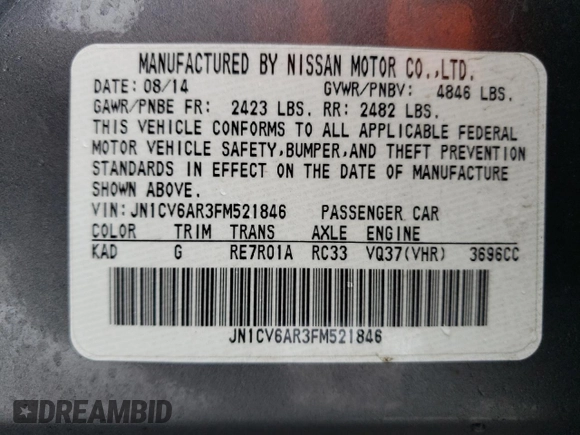 MANUFACTURED BY NISSAN MOTOR CO.,LTD.
DATE: 08/14 GVWR/PNBV: 4846 LBS.
GAWR/PNBE FR: 2423 LBS. RR: 2482 LBS.
THIS VEHICLE CONFORMS TO ALL APPLICABLE FEDERAL
MOTOR VEHICLE SAFETY,BUMPER,AND THEFT PREVENTION
STANDARDS IN EFFECT ON THE DATE OF MANUFACTURE
SHOWN ABOVE.
VIN:JN1CV6AR3FM521846 PASSENGER CAR
COLOR TRIM TRANS AXLE ENGINE
KAD G RE7R01A RC33 VQ37(VHR) 3696CC
JN1CV6AR3FM521846
DREAMBID